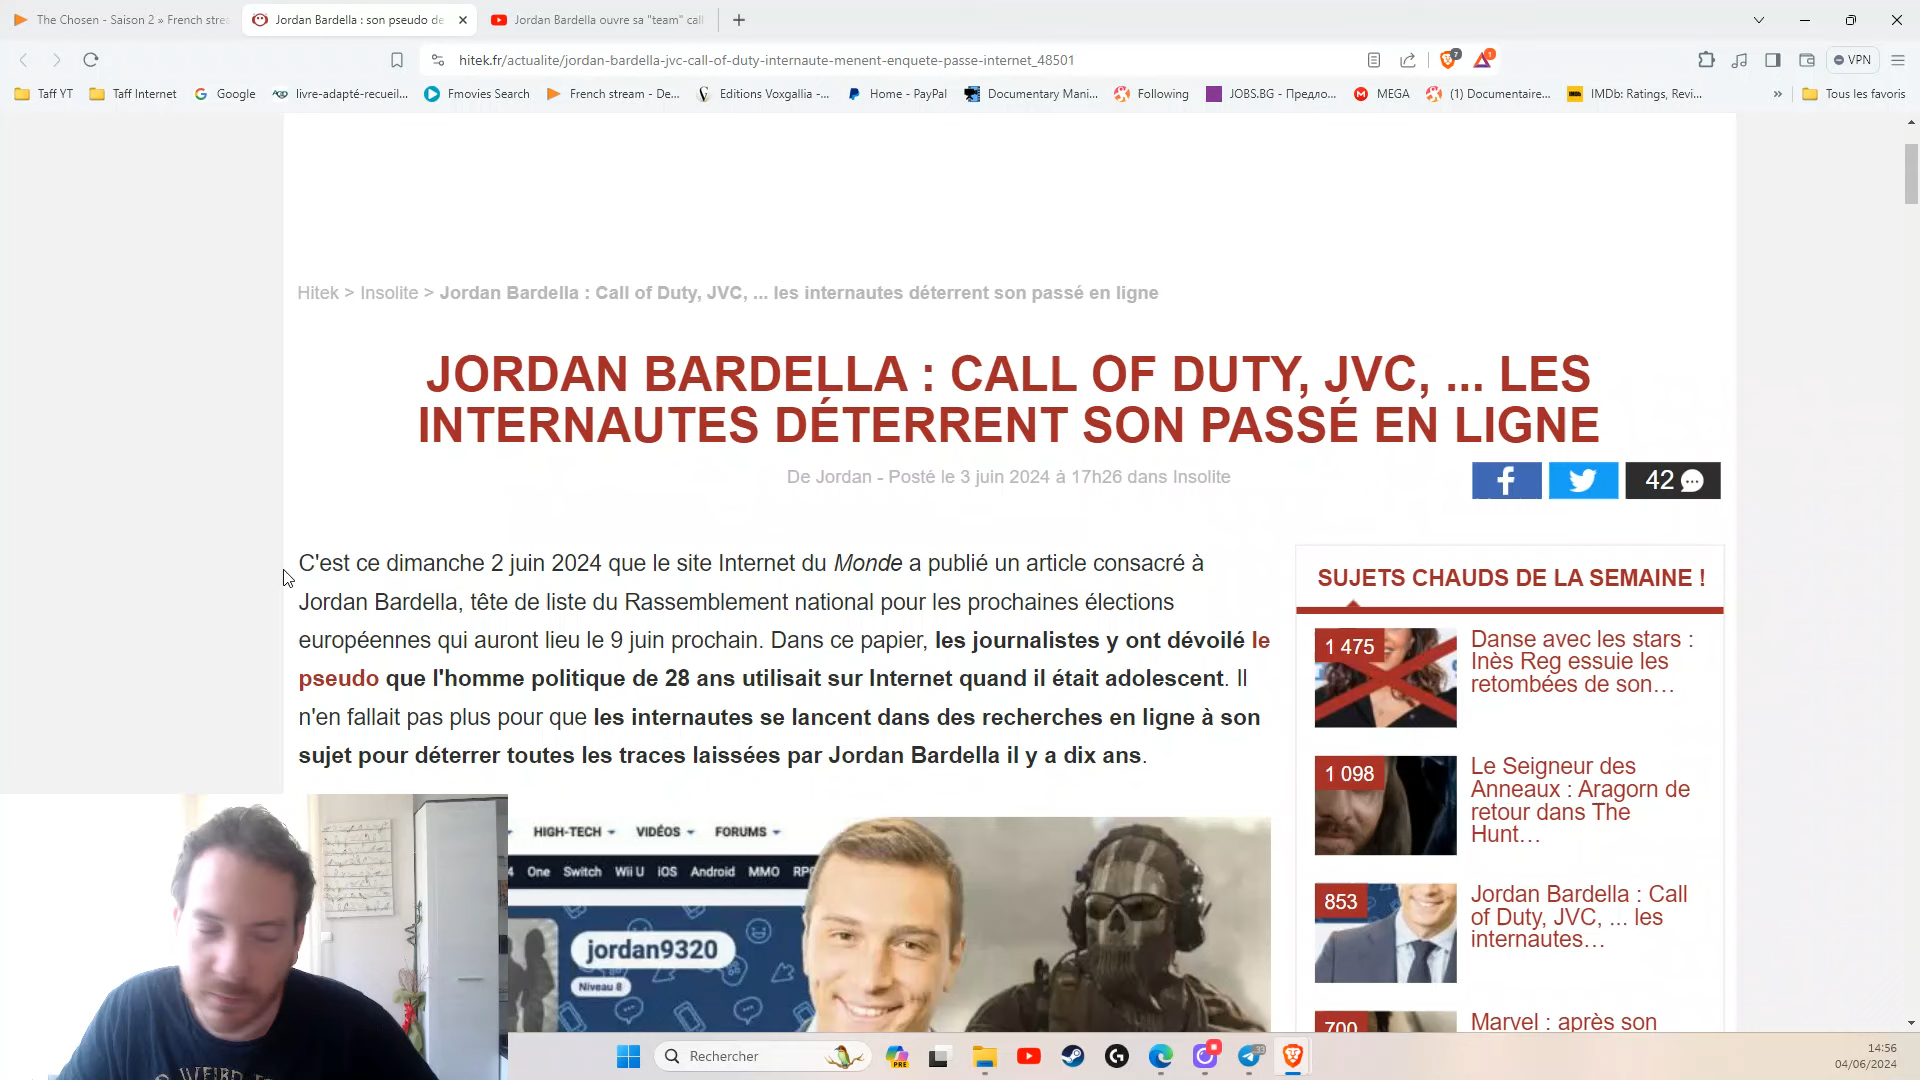 The Chosen - Saison 2 » French stre
Jordan Bardella : son pseudo de
Jordan Bardella ouvre sa "team" call
hitek.fr/actualite/jordan-bardella-jvc-call-of-duty-internaute-menent-enquete-passe-internet_48501
7
1
VPN
Taff YT
Taff Internet
Google
livre-adapté-recueil...
Fmovies Search
French stream - De...
Editions Voxgallia -...
Home - PayPal
Documentary Mani...
Following
JOBS.BG - Предло...
MEGA
(1) Documentaire...
IMDb: Ratings, Revi...
»
Tous les favoris
Hitek > Insolite > Jordan Bardella : Call of Duty, JVC, ... les internautes déterrent son passé en ligne
JORDAN BARDELLA : CALL OF DUTY, JVC, ... LES
INTERNAUTES DÉTERRENT SON PASSÉ EN LIGNE
De Jordan - Posté le 3 juin 2024 à 17h26 dans Insolite
42
C'est ce dimanche 2 juin 2024 que le site Internet du Monde a publié un article consacré à
Jordan Bardella, tête de liste du Rassemblement national pour les prochaines élections
européennes qui auront lieu le 9 juin prochain. Dans ce papier, les journalistes y ont dévoilé le
pseudo que l'homme politique de 28 ans utilisait sur Internet quand il était adolescent. Il
n'en fallait pas plus pour que les internautes se lancent dans des recherches en ligne à son
sujet pour déterrer toutes les traces laissées par Jordan Bardella il y a dix ans.
SUJETS CHAUDS DE LA SEMAINE !
1 475
Danse avec les stars :
Inès Reg essuie les
retombées de son...
1 098
Le Seigneur des
Anneaux : Aragorn de
retour dans The
Hunt...
853
Jordan Bardella : Call
of Duty, JVC, ... les
internautes...
700
Marvel : après son
HIGH-TECH
VIDÉOS
FORUMS
4 One Switch Wii U iOS Android MMO RP
jordan9320
Niveau 8
WEIRD
Rechercher
PRE
33
14:56
04/06/2024